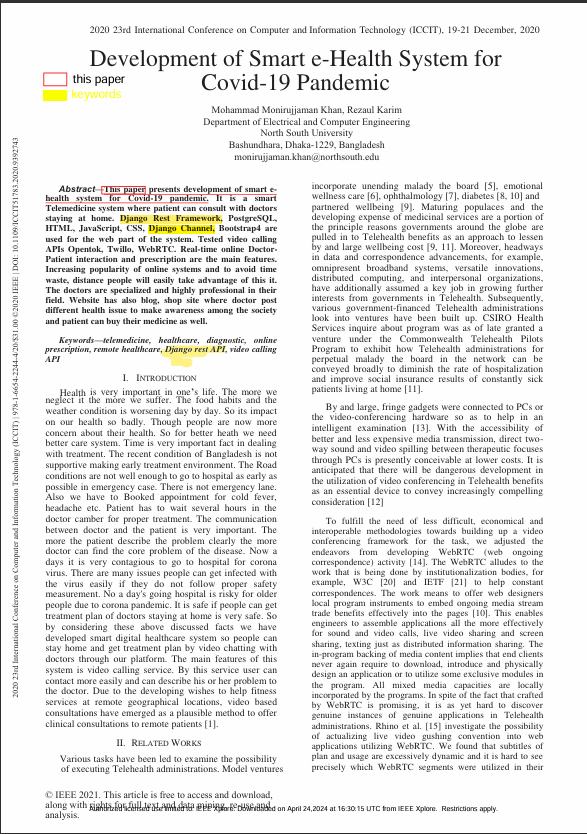 2020 23rd International Conference on Computer and Information Technology (ICCIT), 19-21 December, 2020
Development of Smart e-Health System for
Covid-19 Pandemic
this paper
keywords
Mohammad Monirujjaman Khan, Rezaul Karim
Department of Electrical and Computer Engineering
North South University
Bashundhara, Dhaka-1229, Bangladesh
monirujjaman.khan@northsouth.edu
2020 23rd International Conference on Computer and Information Technology (ICCIT) | 978-1-6654-2244-4/20/$31.00 ©2020 IEEE | DOI: 10.1109/ICCIT51783.2020.9392743
Abstract—This paper presents development of smart e-
health system for Covid-19 pandemic. It is a smart
Telemedicine system where patient can consult with doctors
staying at home. Django Rest Framework, PostgreSQL,
HTML, JavaScript, CSS, Django Channel, Bootstrap4 are
used for the web part of the system. Tested video calling
APIs Opentok, Twillo, WebRTC. Real-time online Doctor-
Patient interaction and prescription are the main features.
Increasing popularity of online systems and to avoid time
waste, distance people will easily take advantage of this it.
The doctors are specialized and highly professional in their
field. Website has also blog, shop site where doctor post
different health issue to make awareness among the society
and patient can buy their medicine as well.
Keywords—telemedicine, healthcare, diagnostic, online
prescription, remote healthcare, Django rest API, video calling
API
I. INTRODUCTION
Health is very important in one's life. The more we
neglect it the more we suffer. The food habits and the
weather condition is worsening day by day. So its impact
on our health so badly. Though people are now more
concern about their health. So for better heath we need
better care system. Time is very important fact in dealing
with treatment. The recent condition of Bangladesh is not
supportive making early treatment environment. The Road
conditions are not well enough to go to hospital as early as
possible in emergency case. There is not emergency lane.
Also we have to Booked appointment for cold fever,
headache etc. Patient has to wait several hours in the
doctor camber for proper treatment. The communication
between doctor and the patient is very important. The
more the patient describe the problem clearly the more
doctor can find the core problem of the disease. Now a
days it is very contagious to go to hospital for corona
virus. There are many issues people can get infected with
the virus easily if they do not follow proper safety
measurement. No a day's going hospital is risky for older
people due to corona pandemic. It is safe if people can get
treatment plan of doctors staying at home is very safe. So
by considering these above discussed facts we have
developed smart digital healthcare system so people can
stay home and get treatment plan by video chatting with
doctors through our platform. The main features of this
system is video calling service. By this service user can
contact more easily and can describe his or her problem to
the doctor. Due to the developing wishes to help fitness
services at remote geographical locations, video based
consultations have emerged as a plausible method to offer
clinical consultations to remote patients [1].
II. RELATED WORKS
Various tasks have been led to examine the possibility
of executing Telehealth administrations. Model ventures
incorporate unending malady the board [5], emotional
wellness care [6], ophthalmology [7], diabetes [8, 10] and
partnered wellbeing [9]. Maturing populaces and the
developing expense of medicinal services are a portion of
the principle reasons governments around the globe are
pulled in to Telehealth benefits as an approach to lessen
by and large wellbeing cost [9, 11]. Moreover, headways
in data and correspondence advancements, for example,
omnipresent broadband systems, versatile innovations,
distributed computing, and interpersonal organizations,
have additionally assumed a key job in growing further
interests from governments in Telehealth. Subsequently,
various government-financed Telehealth administrations
look into ventures have been built up. CSIRO Health
Services inquire about program was as of late granted a
venture under the Commonwealth Telehealth Pilots
Program to exhibit how Telehealth administrations for
perpetual malady the board in the network can be
conveyed broadly to diminish the rate of hospitalization
and improve social insurance results of constantly sick
patients living at home [11].
By and large, fringe gadgets were connected to PCs or
the video-conferencing hardware so as to help in an
intelligent examination [13]. With the accessibility of
better and less expensive media transmission, direct two-
way sound and video spilling between therapeutic focuses
through PCs is presently conceivable at lower costs. It is
anticipated that there will be dangerous development in
the utilization of video conferencing in Telehealth benefits
as an essential device to convey increasingly compelling
consideration [12]
To fulfill the need of less difficult, economical and
interoperable methodologies towards building up a video
conferencing framework for the task, we adjusted the
endeavors from developing WebRTC (web ongoing
correspondence) activity [14]. The WebRTC alludes to the
work that is being done by institutionalization bodies, for
example, W3C [20] and IETF [21] to help constant
correspondences. The work means to offer web designers
local program instruments to embed ongoing media stream
trade benefits effectively into the pages [10]. This enables
engineers to assemble applications all the more effectively
for sound and video calls, live video sharing and screen
sharing, texting just as distributed information sharing. The
in-program backing of media content implies that end clients
never again require to download, introduce and physically
design an application or to utilize some exclusive modules in
the program. All mixed media capacities are locally
incorporated by the programs. In spite of the fact that crafted
by WebRTC is promising, it is as yet hard to discover
genuine instances of genuine applications in Telehealth
administrations. Rhino et al. [15] investigate the possibility
of actualizing live video gushing convention into web
applications utilizing WebRTC. We found that subtitles of
plan and usage are excessively dynamic and it is hard to see
precisely which WebRTC segments were utilized in their
© IEEE 2021. This article is free to access and download,
along with rights for full text and data mining, re-use and
analysis.
Authorized licensed use limited to: IEEE Xplore. Downloaded on April 24,2024 at 16:30:15 UTC from IEEE Xplore. Restrictions apply.